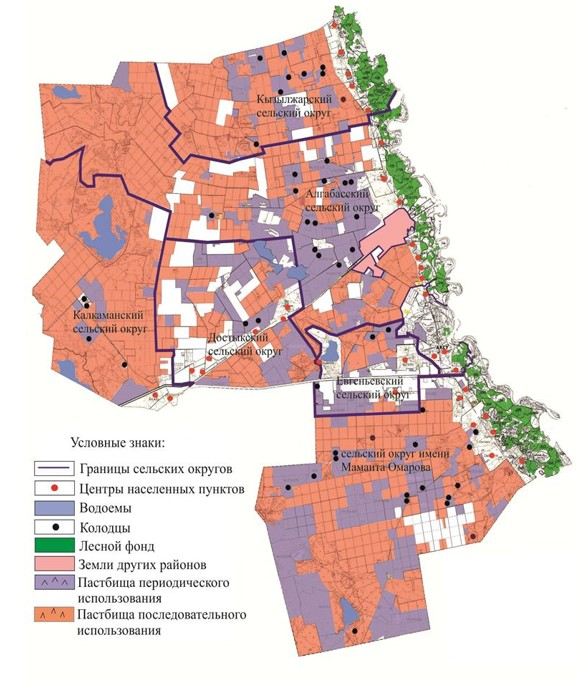 Кызылжарский
сельский округ
Алгабасский
сельский округ
Калкаманский
сельский округ
Достыкский
сельский округ
Евгеньевский
сельский округ
сельский округ имени
Мамаита Омарова
Условные знаки:
Границы сельских округов
Центры населенных пунктов
Водоемы
Колодцы
Лесной фонд
Земли других районов
Пастбища периодического
использования
Пастбища последовательного
использования